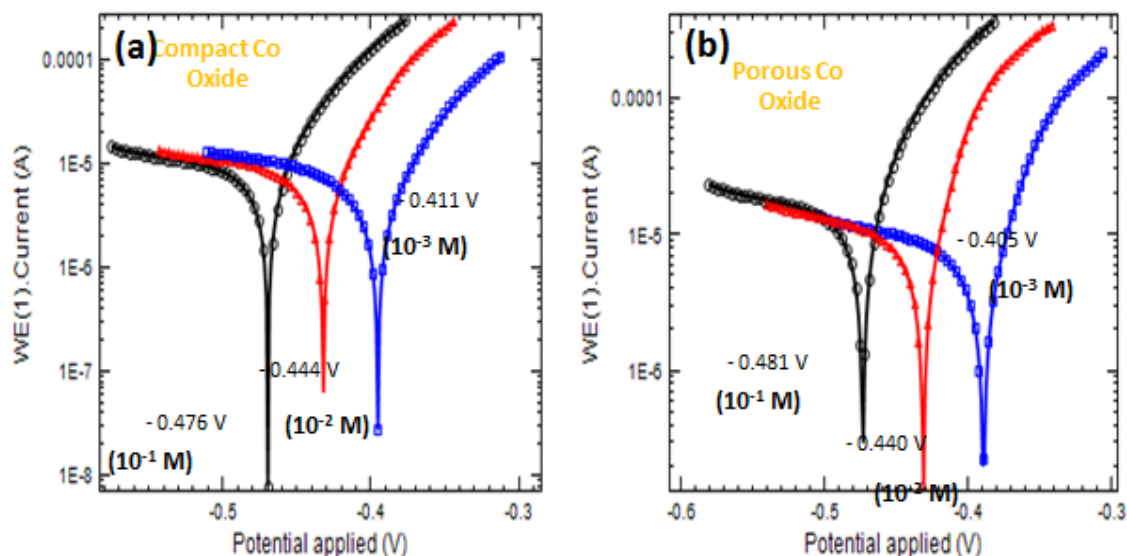 (a)
Compact Co
Oxide
WE(1).Current (A)
0.0001
1E-5
1E-6
1E-7
1E-8
- 0.411 V
(10⁻³ M)
- 0.444 V
(10⁻² M)
- 0.476 V
(10⁻¹ M)
-0.5
-0.4
-0.3
Potential applied (V)
(b)
Porous Co
Oxide
WE(1).Current (A)
0.0001
1E-5
1E-6
- 0.405 V
(10⁻³ M)
- 0.481 V
(10⁻¹ M)
- 0.440 V
(10⁻² M)
-0.6
-0.5
-0.4
-0.3
Potential applied (V)